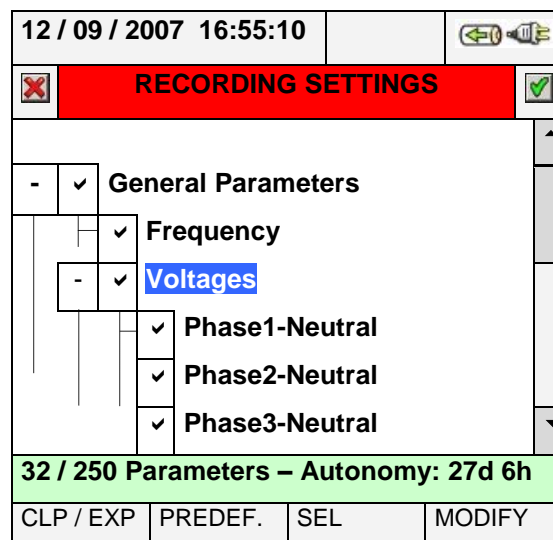 12 / 09 / 2007 16:55:10
RECORDING SETTINGS
- General Parameters
Frequency
- Voltages
Phase1-Neutral
Phase2-Neutral
Phase3-Neutral
32 / 250 Parameters – Autonomy: 27d 6h
CLP / EXP PREDEF. SEL MODIFY